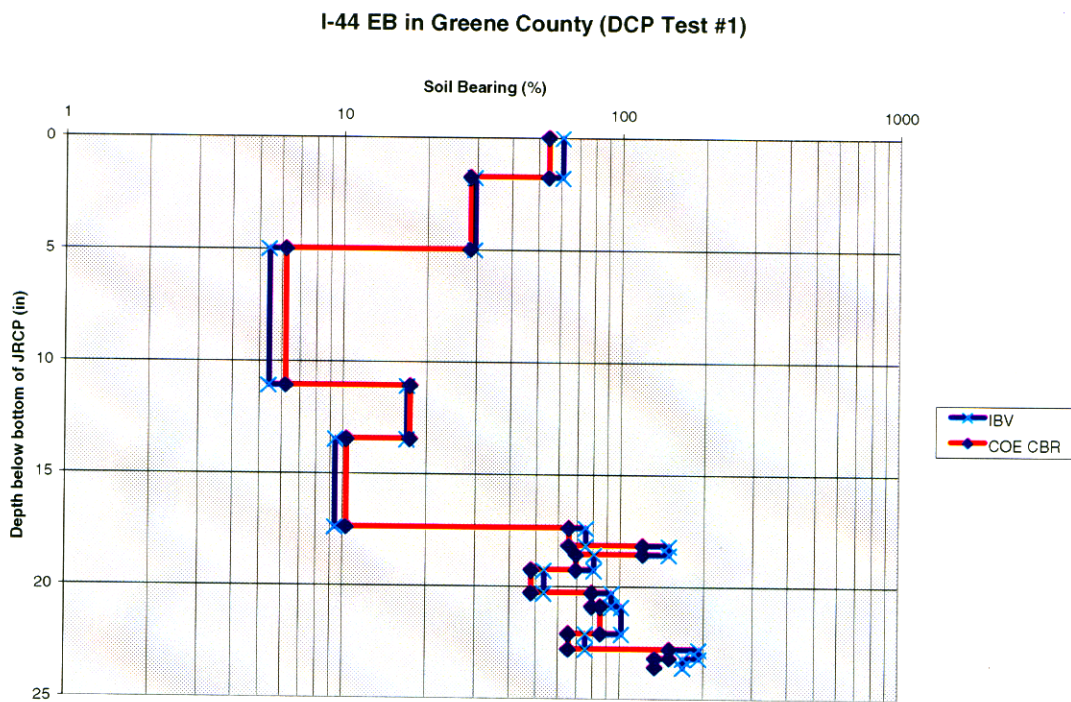 I-44 EB in Greene County (DCP Test #1)
Soil Bearing (%)
1 10 100 1000
0
5
10
15
20
25
Depth below bottom of JRCP (in)
IBV
COE CBR